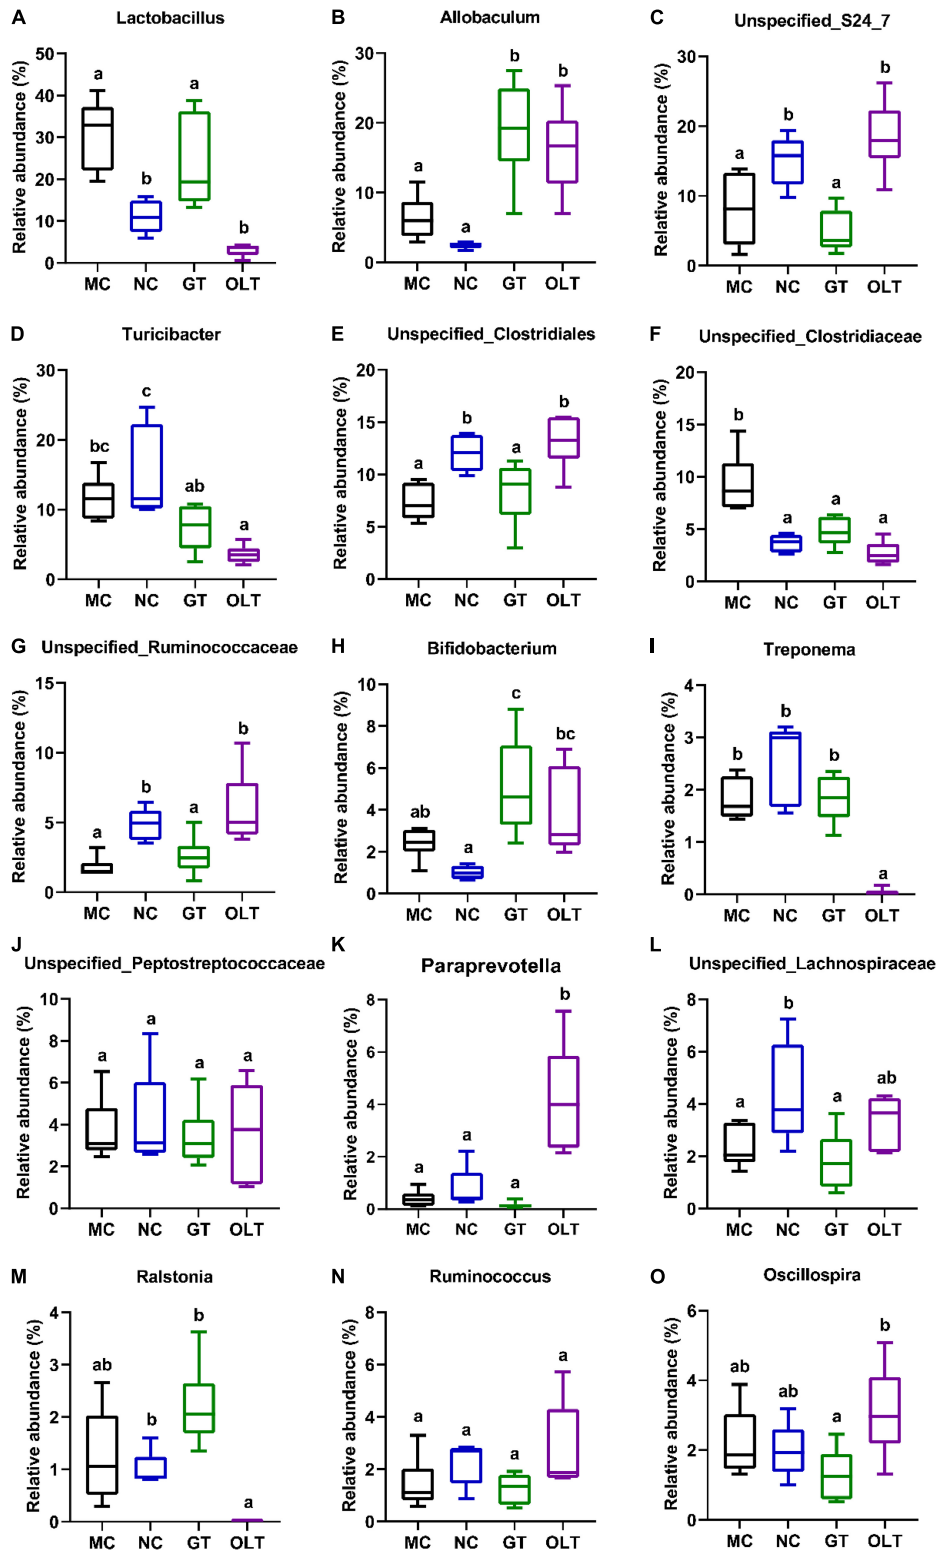 A Lactobacillus
Relative abundance (%)
50
40
30
20
10
0
a
b
a
b
MC NC GT OLT
B Allobaculum
Relative abundance (%)
30
20
10
0
a
a
b
b
MC NC GT OLT
C Unspecified_S24_7
Relative abundance (%)
30
20
10
0
a
b
a
b
MC NC GT OLT
D Turicibacter
Relative abundance (%)
30
20
10
0
bc
c
ab
a
MC NC GT OLT
E Unspecified_Clostridiales
Relative abundance (%)
20
15
10
5
0
a
b
a
b
MC NC GT OLT
F Unspecified_Clostridiaceae
Relative abundance (%)
20
15
10
5
0
b
a
a
a
MC NC GT OLT
G Unspecified_Ruminococcaceae
Relative abundance (%)
15
10
5
0
a
b
a
b
MC NC GT OLT
H Bifidobacterium
Relative abundance (%)
10
8
6
4
2
0
ab
a
c
bc
MC NC GT OLT
I Treponema
Relative abundance (%)
4
3
2
1
0
b
b
b
a
MC NC GT OLT
J Unspecified_Peptostreptococcaceae
Relative abundance (%)
10
8
6
4
2
0
a
a
a
a
MC NC GT OLT
K Paraprevotella
Relative abundance (%)
8
6
4
2
0
a
a
a
b
MC NC GT OLT
L Unspecified_Lachnospiraceae
Relative abundance (%)
8
6
4
2
0
a
b
a
ab
MC NC GT OLT
M Ralstonia
Relative abundance (%)
4
3
2
1
0
ab
b
b
a
MC NC GT OLT
N Ruminococcus
Relative abundance (%)
8
6
4
2
0
a
a
a
a
MC NC GT OLT
O Oscillospira
Relative abundance (%)
6
4
2
0
ab
ab
a
b
MC NC GT OLT